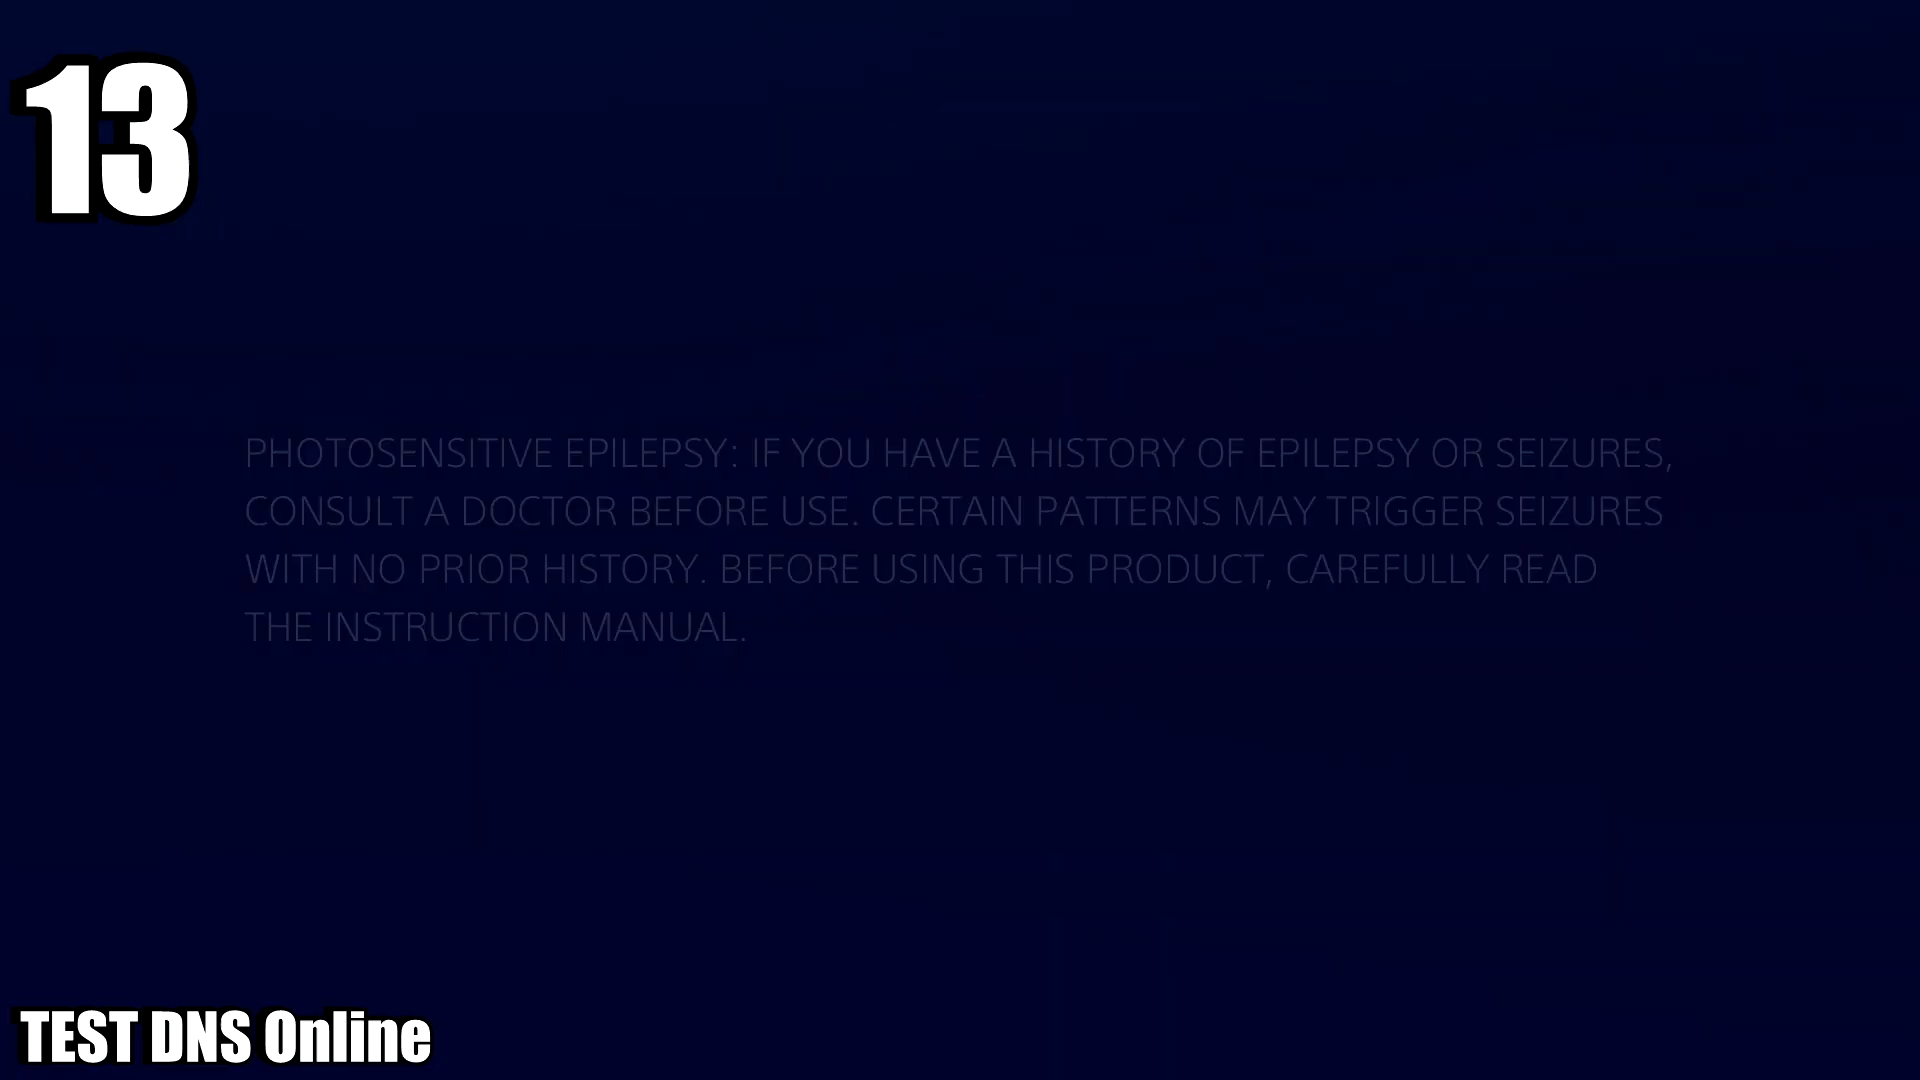 13
PHOTOSENSITIVE EPILEPSY: IF YOU HAVE A HISTORY OF EPILEPSY OR SEIZURES,
CONSULT A DOCTOR BEFORE USE. CERTAIN PATTERNS MAY TRIGGER SEIZURES
WITH NO PRIOR HISTORY. BEFORE USING THIS PRODUCT, CAREFULLY READ
THE INSTRUCTION MANUAL.
TEST DNS Online